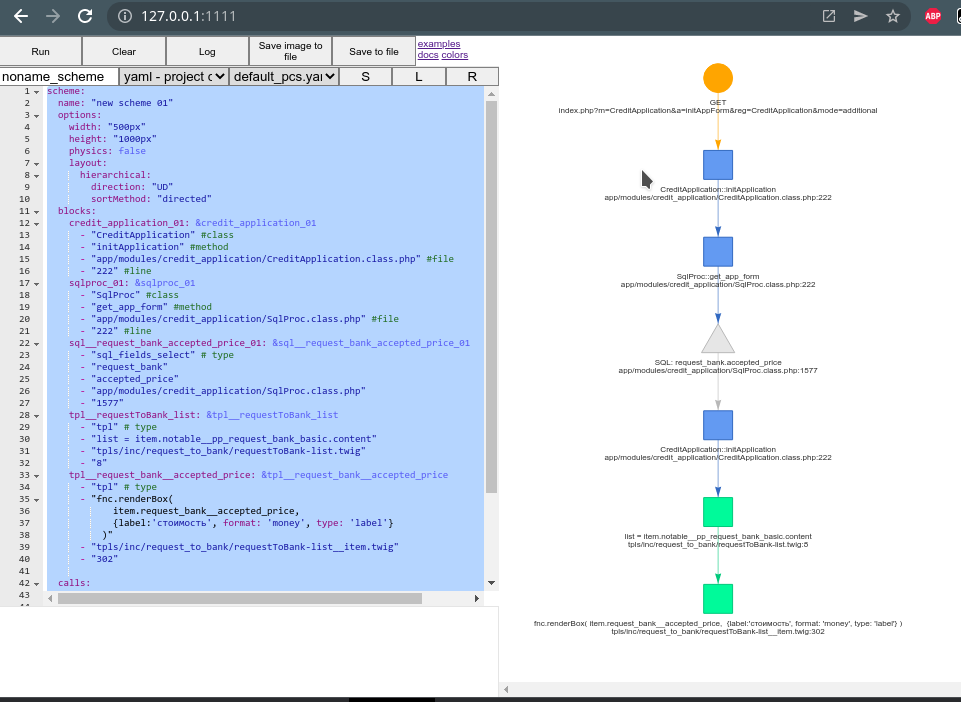 127.0.0.1:1111
ABP
Run
Clear
Log
Save image to file
Save to file
examples
docs colors
noname_scheme
yaml - project c
default_pcs.yar
S
L
R
1 scheme:
2 name: "new scheme 01"
3 options:
4 width: "500px"
5 height: "1000px"
6 physics: false
7 layout:
8 hierarchical:
9 direction: "UD"
10 sortMethod: "directed"
11 blocks:
12 credit_application_01: &credit_application_01
13 - "CreditApplication" #class
14 - "initApplication" #method
15 - "app/modules/credit_application/CreditApplication.class.php" #file
16 - "222" #line
17 sqlproc_01: &sqlproc_01
18 - "SqlProc" #class
19 - "get_app_form" #method
20 - "app/modules/credit_application/SqlProc.class.php" #file
21 - "222" #line
22 sql__request_bank_accepted_price_01: &sql__request_bank_accepted_price_01
23 - "sql_fields_select" # type
24 - "request_bank"
25 - "accepted_price"
26 - "app/modules/credit_application/SqlProc.class.php"
27 - "1577"
28 tpl__requestToBank_list: &tpl__requestToBank_list
29 - "tpl" # type
30 - "list = item.notable__pp_request_bank_basic.content"
31 - "tpls/inc/request_to_bank/requestToBank-list.twig"
32 - "8"
33 tpl__request_bank__accepted_price: &tpl__request_bank__accepted_price
34 - "tpl" # type
35 - "fnc.renderBox(
36 item.request_bank__accepted_price,
37 {label:'стоимость', format: 'money', type: 'label'}
38 )"
39 - "tpls/inc/request_to_bank/requestToBank-list__item.twig"
40 - "302"
41
42 calls:
43
GET
index.php?m=CreditApplication&a=initAppForm&reg=CreditApplication&mode=additional
CreditApplication::initApplication
app/modules/credit_application/CreditApplication.class.php:222
SqlProc::get_app_form
app/modules/credit_application/SqlProc.class.php:222
SQL: request_bank.accepted_price
app/modules/credit_application/SqlProc.class.php:1577
CreditApplication::initApplication
app/modules/credit_application/CreditApplication.class.php:222
list = item.notable__pp_request_bank_basic.content
tpls/inc/request_to_bank/requestToBank-list.twig:8
fnc.renderBox( item.request_bank__accepted_price, {label:'стоимость', format: 'money', type: 'label'} )
tpls/inc/request_to_bank/requestToBank-list__item.twig:302